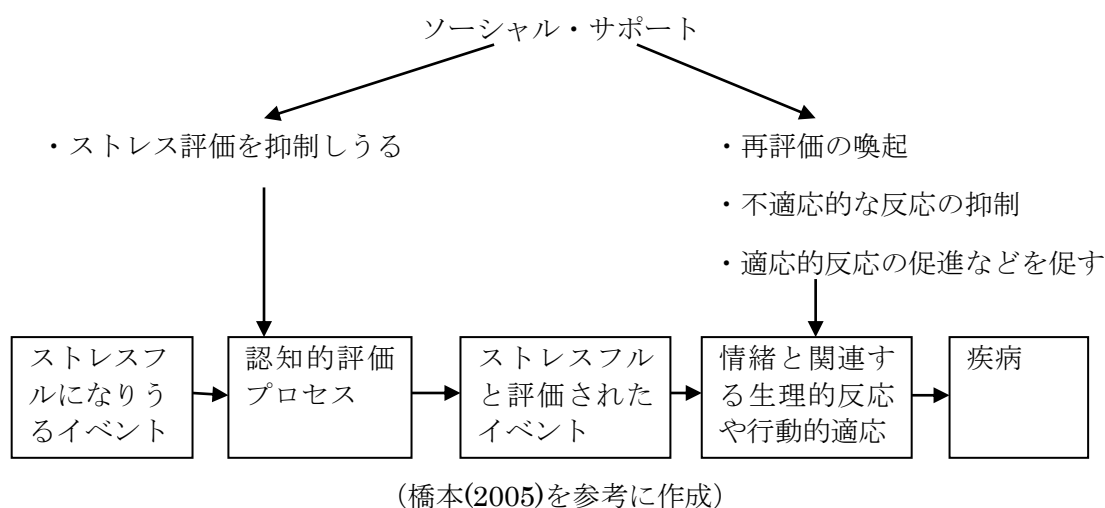 ソーシャル・サポート
・ストレス評価を抑制しうる
・再評価の喚起
・不適応的な反応の抑制
・適応的反応の促進などを促す
ストレスフ
ルになりう
るイベント
認知的評価
プロセス
ストレスフル
と評価された
イベント
情緒と関連す
る生理的反応
や行動的適応
疾病
（橋本(2005)を参考に作成）